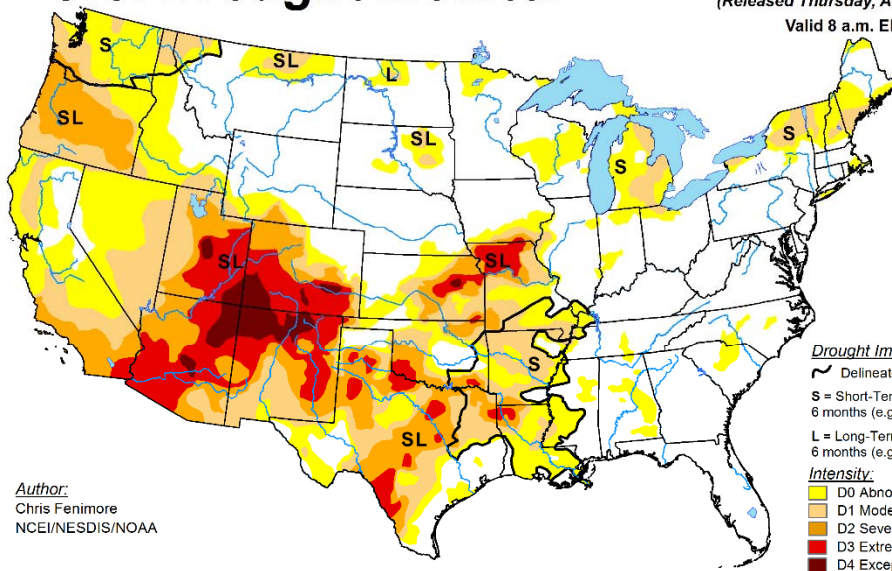 (Released Thursday, A
Valid 8 a.m. E
S
SL
L
SL
SL
S
S
SL
SL
SL
S
Drought Im
Delineat
S = Short-Ter
6 months (e.g
L = Long-Ter
6 months (e.g
Intensity:
D0 Abno
D1 Mode
D2 Seve
D3 Extre
D4 Exce
Author:
Chris Fenimore
NCEI/NESDIS/NOAA